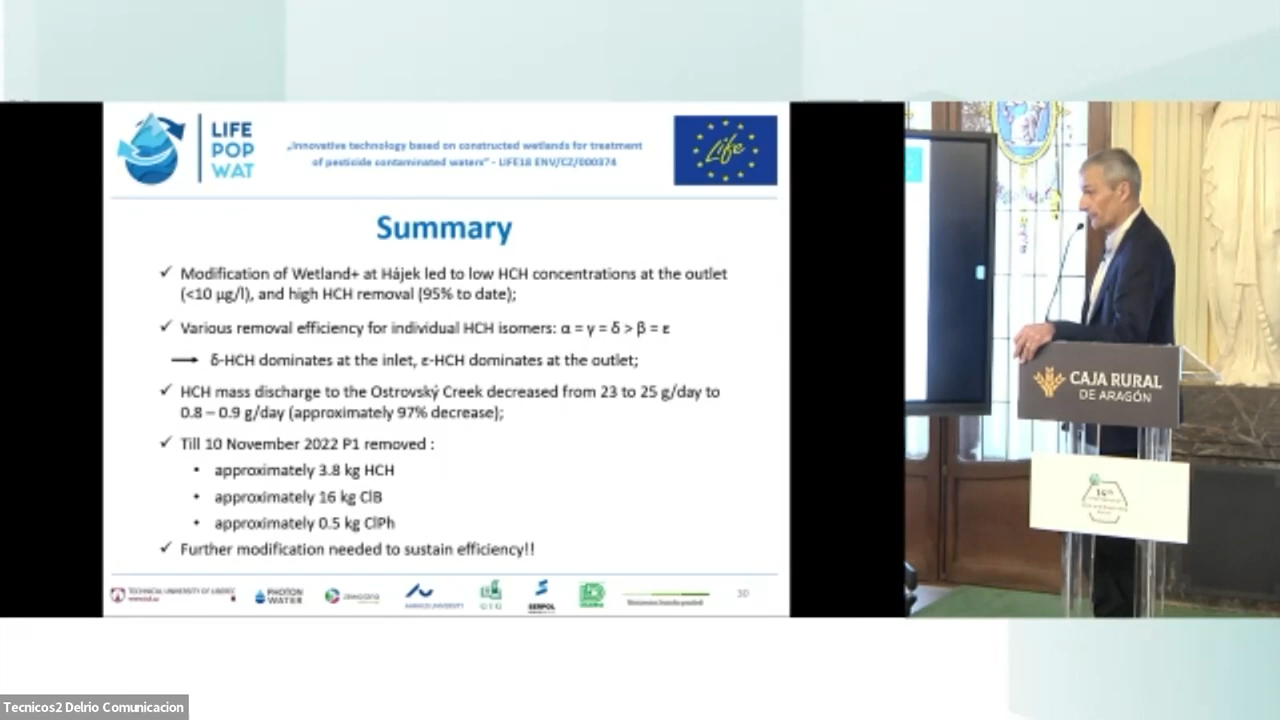 LIFE
POP
WAT
„Innovative technology based on constructed wetlands for treatment
of pesticide contaminated waters" - LIFE18 ENV/CZ/000374
Life
Summary
✓ Modification of Wetland+ at Hájek led to low HCH concentrations at the outlet
(<10 µg/l), and high HCH removal (95% to date);
✓ Various removal efficiency for individual HCH isomers: α = γ = δ > β = ε
⟶ δ-HCH dominates at the inlet, ε-HCH dominates at the outlet;
✓ HCH mass discharge to the Ostrovský Creek decreased from 23 to 25 g/day to
0.8 – 0.9 g/day (approximately 97% decrease);
✓ Till 10 November 2022 P1 removed :
• approximately 3.8 kg HCH
• approximately 16 kg ClB
• approximately 0.5 kg ClPh
✓ Further modification needed to sustain efficiency!!
TECHNICAL UNIVERSITY OF LIBEREC
PHOTON
WATER
AARHUS UNIVERSITY
SERPOL
30
CAJA RURAL
DE ARAGÓN
Tecnicos2 Delrio Comunicacion